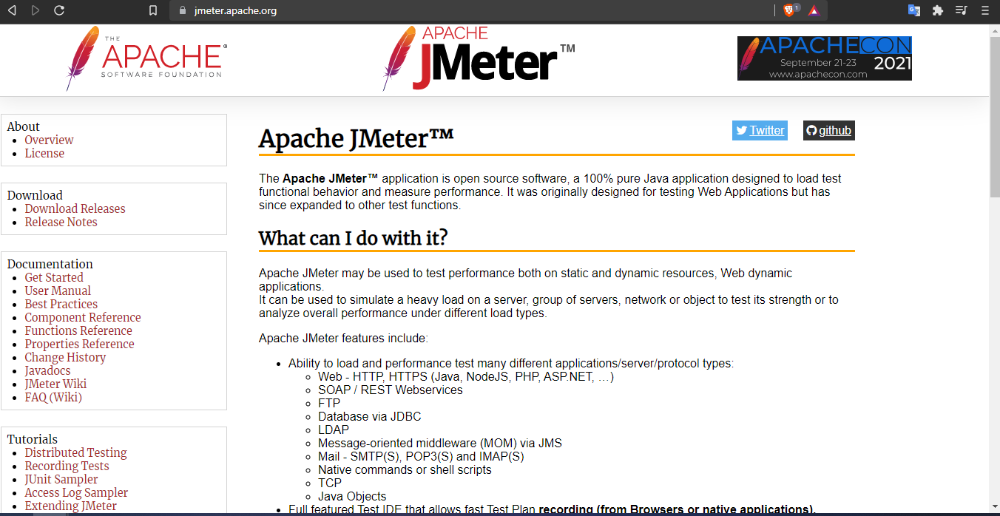 jmeter.apache.org
1
THE
APACHE®
SOFTWARE FOUNDATION
APACHE
JMeter™
APACHECON
September 21-23 2021
www.apachecon.com
About
Overview
License
Download
Download Releases
Release Notes
Documentation
Get Started
User Manual
Best Practices
Component Reference
Functions Reference
Properties Reference
Change History
Javadocs
JMeter Wiki
FAQ (Wiki)
Tutorials
Distributed Testing
Recording Tests
JUnit Sampler
Access Log Sampler
Extending JMeter
Twitter
github
Apache JMeter™
The Apache JMeter™ application is open source software, a 100% pure Java application designed to load test
functional behavior and measure performance. It was originally designed for testing Web Applications but has
since expanded to other test functions.
What can I do with it?
Apache JMeter may be used to test performance both on static and dynamic resources, Web dynamic
applications.
It can be used to simulate a heavy load on a server, group of servers, network or object to test its strength or to
analyze overall performance under different load types.
Apache JMeter features include:
Ability to load and performance test many different applications/server/protocol types:
Web - HTTP, HTTPS (Java, NodeJS, PHP, ASP.NET, …)
SOAP / REST Webservices
FTP
Database via JDBC
LDAP
Message-oriented middleware (MOM) via JMS
Mail - SMTP(S), POP3(S) and IMAP(S)
Native commands or shell scripts
TCP
Java Objects
Full featured Test IDE that allows fast Test Plan recording (from Browsers or native applications),